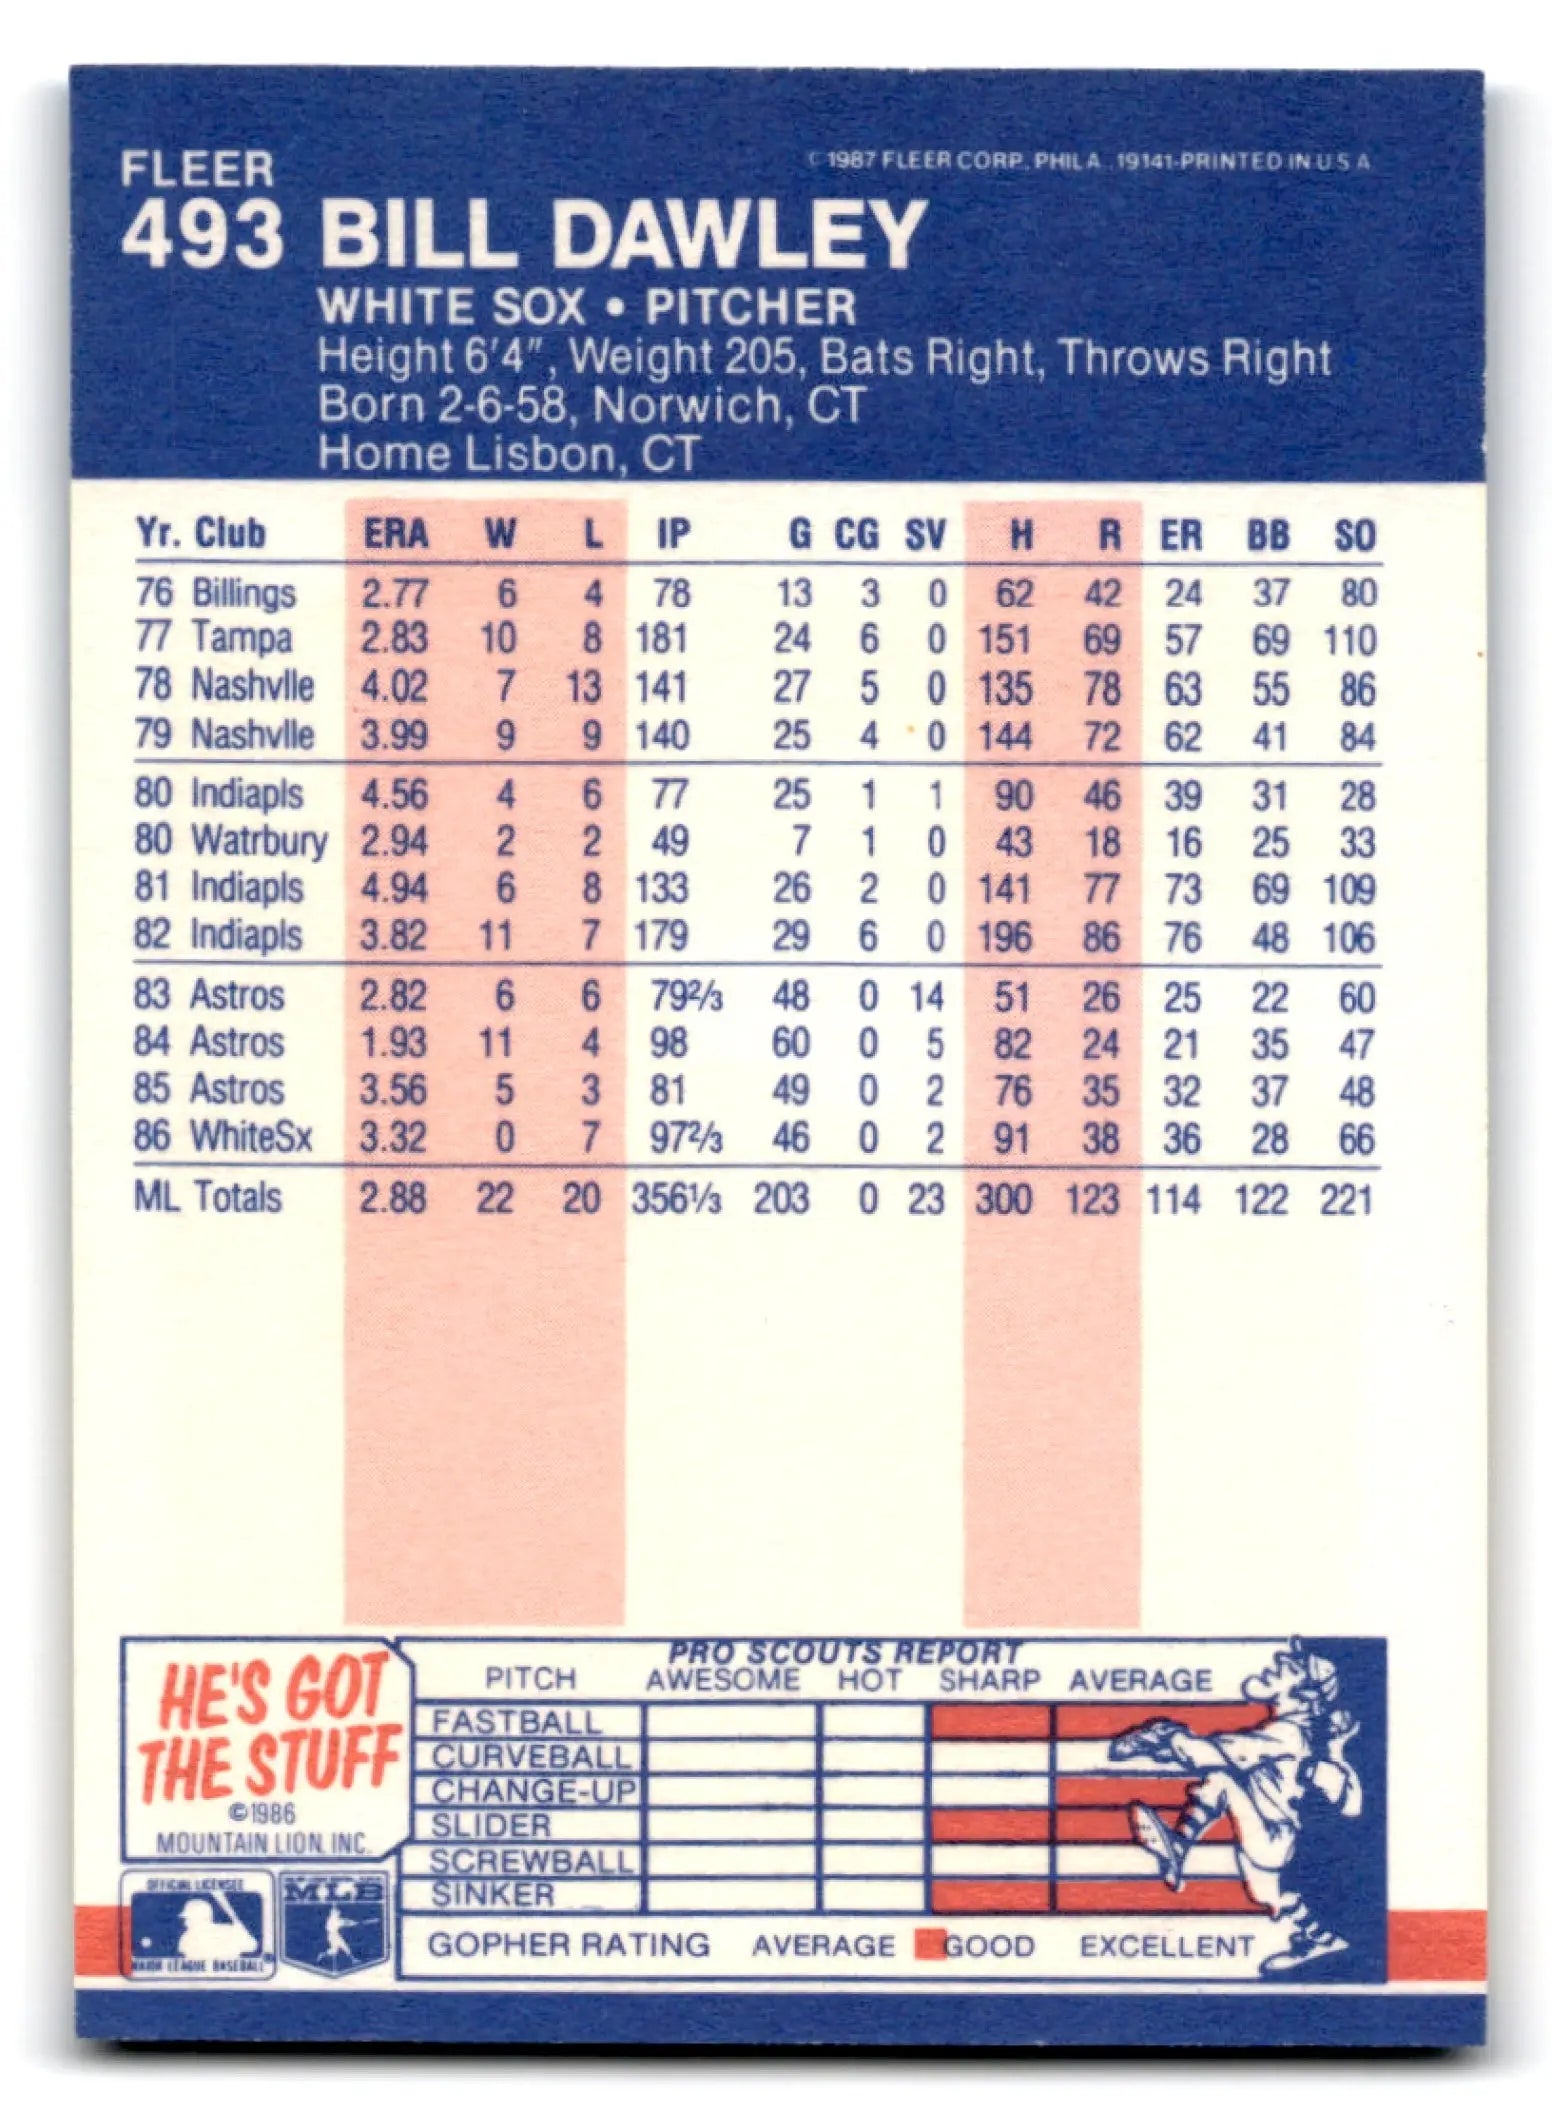 FLEER
© 1987 FLEER CORP. PHILA. 19141-PRINTED IN U S A
493 BILL DAWLEY
WHITE SOX • PITCHER
Height 6'4", Weight 205, Bats Right, Throws Right
Born 2-6-58, Norwich, CT
Home Lisbon, CT
Yr. Club ERA W L IP G CG SV H R ER BB SO
76 Billings 2.77 6 4 78 13 3 0 62 42 24 37 80
77 Tampa 2.83 10 8 181 24 6 0 151 69 57 69 110
78 Nashvlle 4.02 7 13 141 27 5 0 135 78 63 55 86
79 Nashvlle 3.99 9 9 140 25 4 0 144 72 62 41 84
80 Indiapls 4.56 4 6 77 25 1 1 90 46 39 31 28
80 Watrbury 2.94 2 2 49 7 1 0 43 18 16 25 33
81 Indiapls 4.94 6 8 133 26 2 0 141 77 73 69 109
82 Indiapls 3.82 11 7 179 29 6 0 196 86 76 48 106
83 Astros 2.82 6 6 79⅔ 48 0 14 51 26 25 22 60
84 Astros 1.93 11 4 98 60 0 5 82 24 21 35 47
85 Astros 3.56 5 3 81 49 0 2 76 35 32 37 48
86 WhiteSx 3.32 0 7 97⅔ 46 0 2 91 38 36 28 66
ML Totals 2.88 22 20 356⅓ 203 0 23 300 123 114 122 221
HE'S GOT
THE STUFF
©1986
MOUNTAIN LION, INC.
PRO SCOUTS REPORT
PITCH AWESOME HOT SHARP AVERAGE
FASTBALL
CURVEBALL
CHANGE-UP
SLIDER
SCREWBALL
SINKER
GOPHER RATING AVERAGE GOOD EXCELLENT
OFFICIAL LICENSEE
MAJOR LEAGUE BASEBALL
MLB